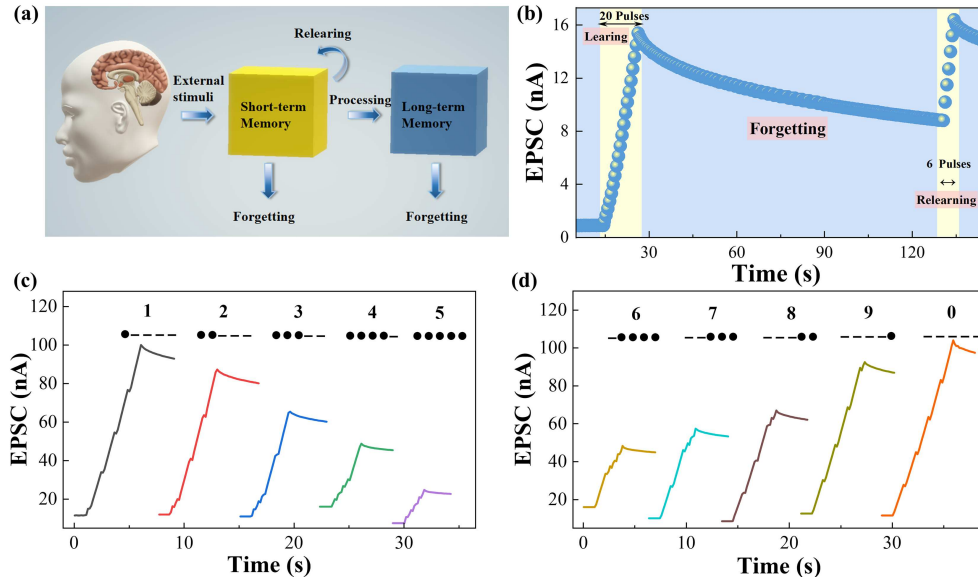 (a)
Relearing
External
stimuli
Short-term
Memory
Processing
Long-term
Memory
Forgetting
Forgetting
(b)
EPSC (nA)
16
12
8
4
0
20 Pulses
Learing
Forgetting
6 Pulses
Relearning
30 60 90 120
Time (s)
(c)
EPSC (nA)
120
100
80
60
40
20
1 2 3 4 5
0 10 20 30
Time (s)
(d)
EPSC (nA)
120
100
80
60
40
20
6 7 8 9 0
0 10 20 30
Time (s)